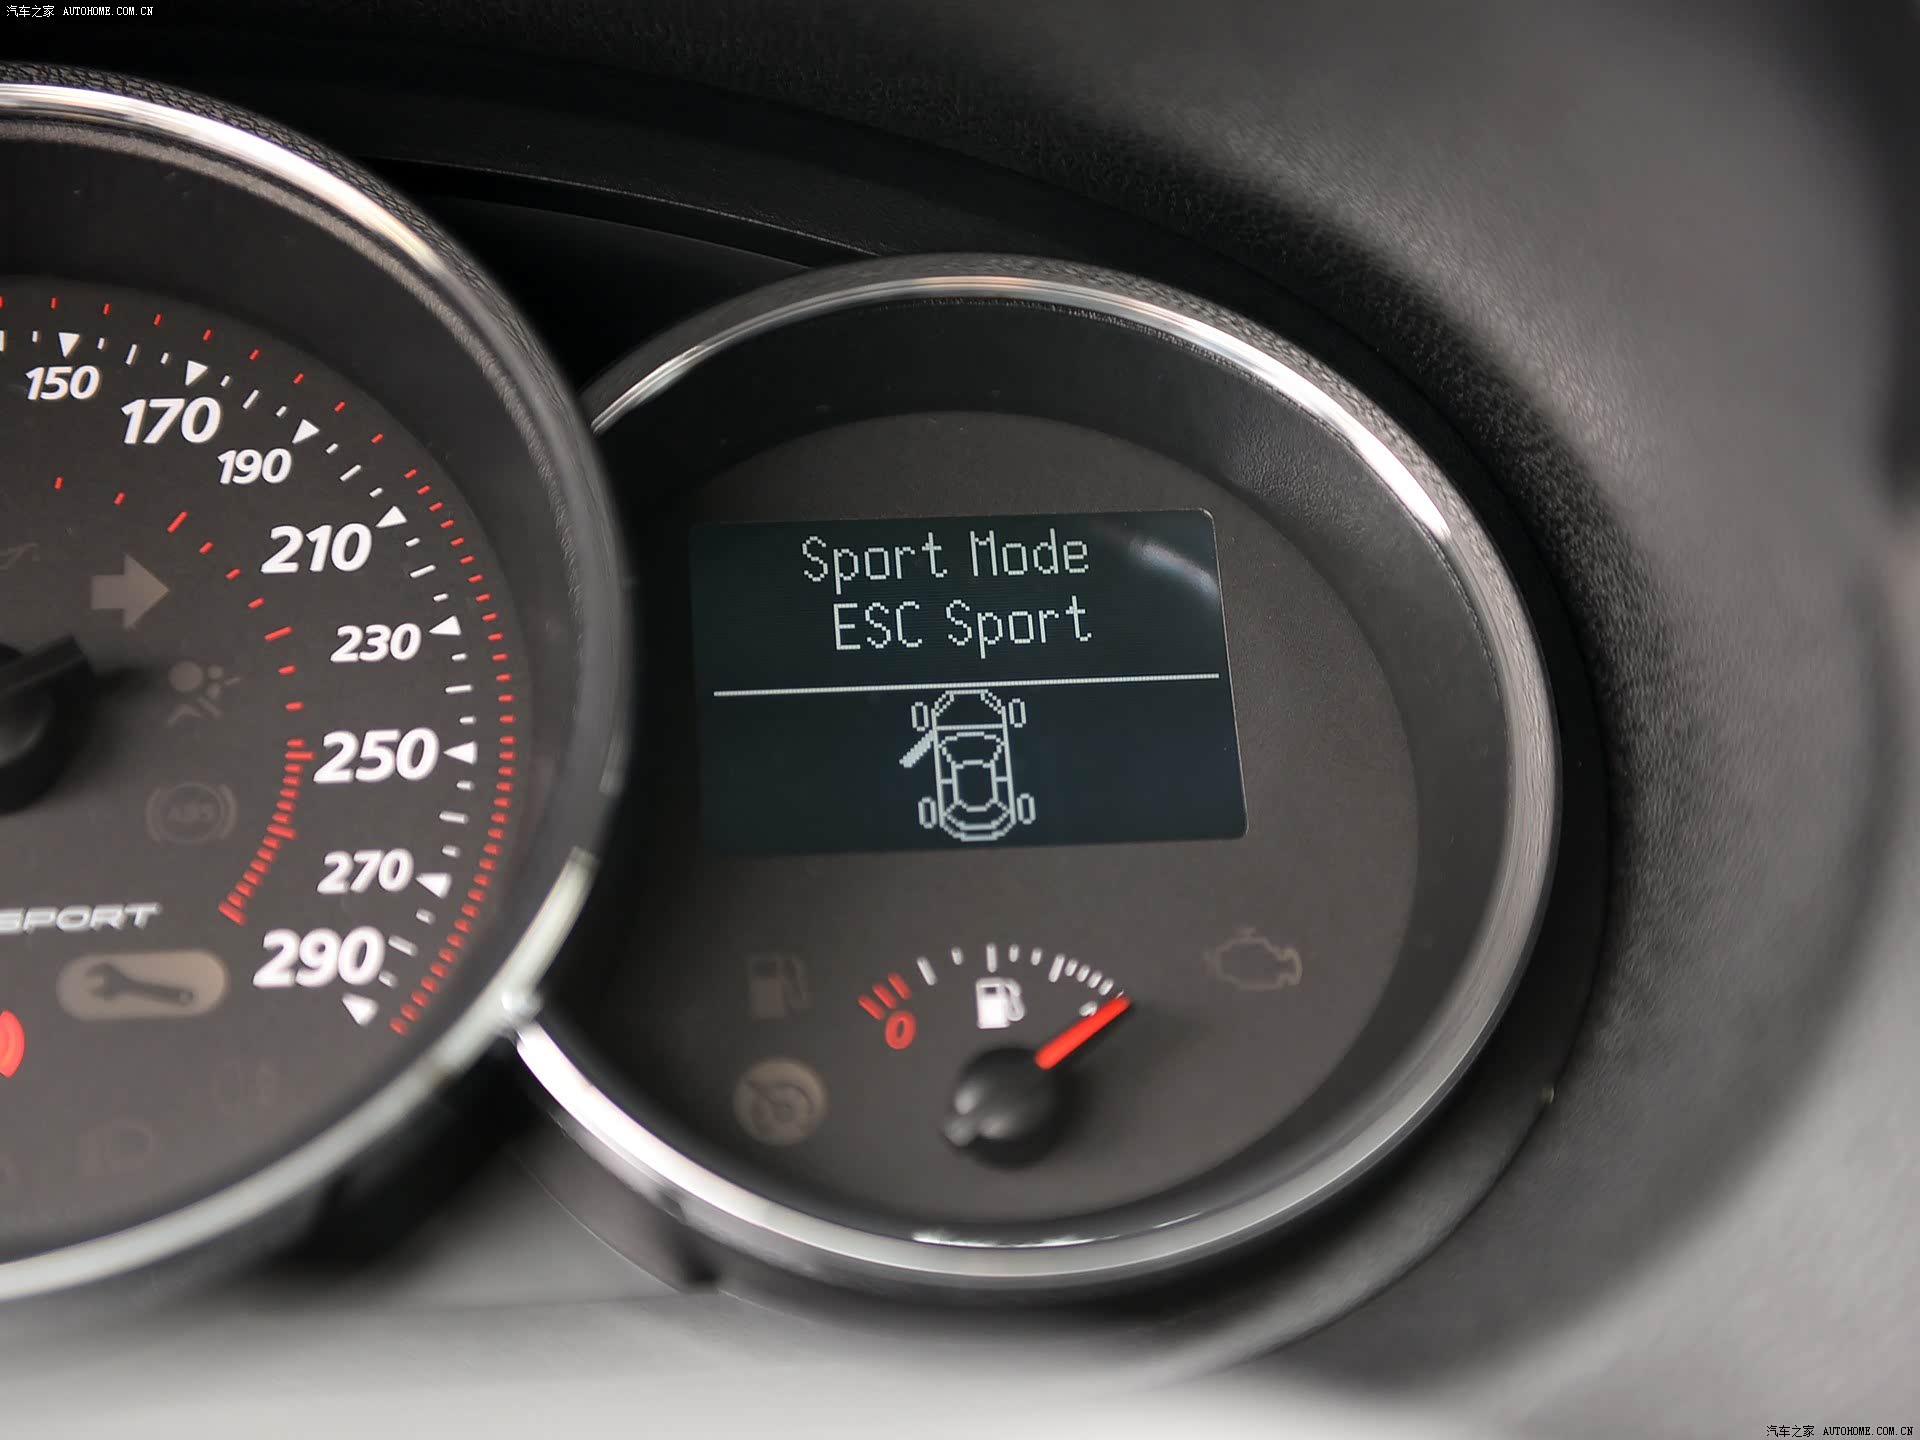 汽车之家 AUTOHOME.COM.CN
150
170
190
210
230
250
270
290
ABS
SPORT
Sport Mode
ESC Sport
0
汽车之家 AUTOHOME.COM.CN